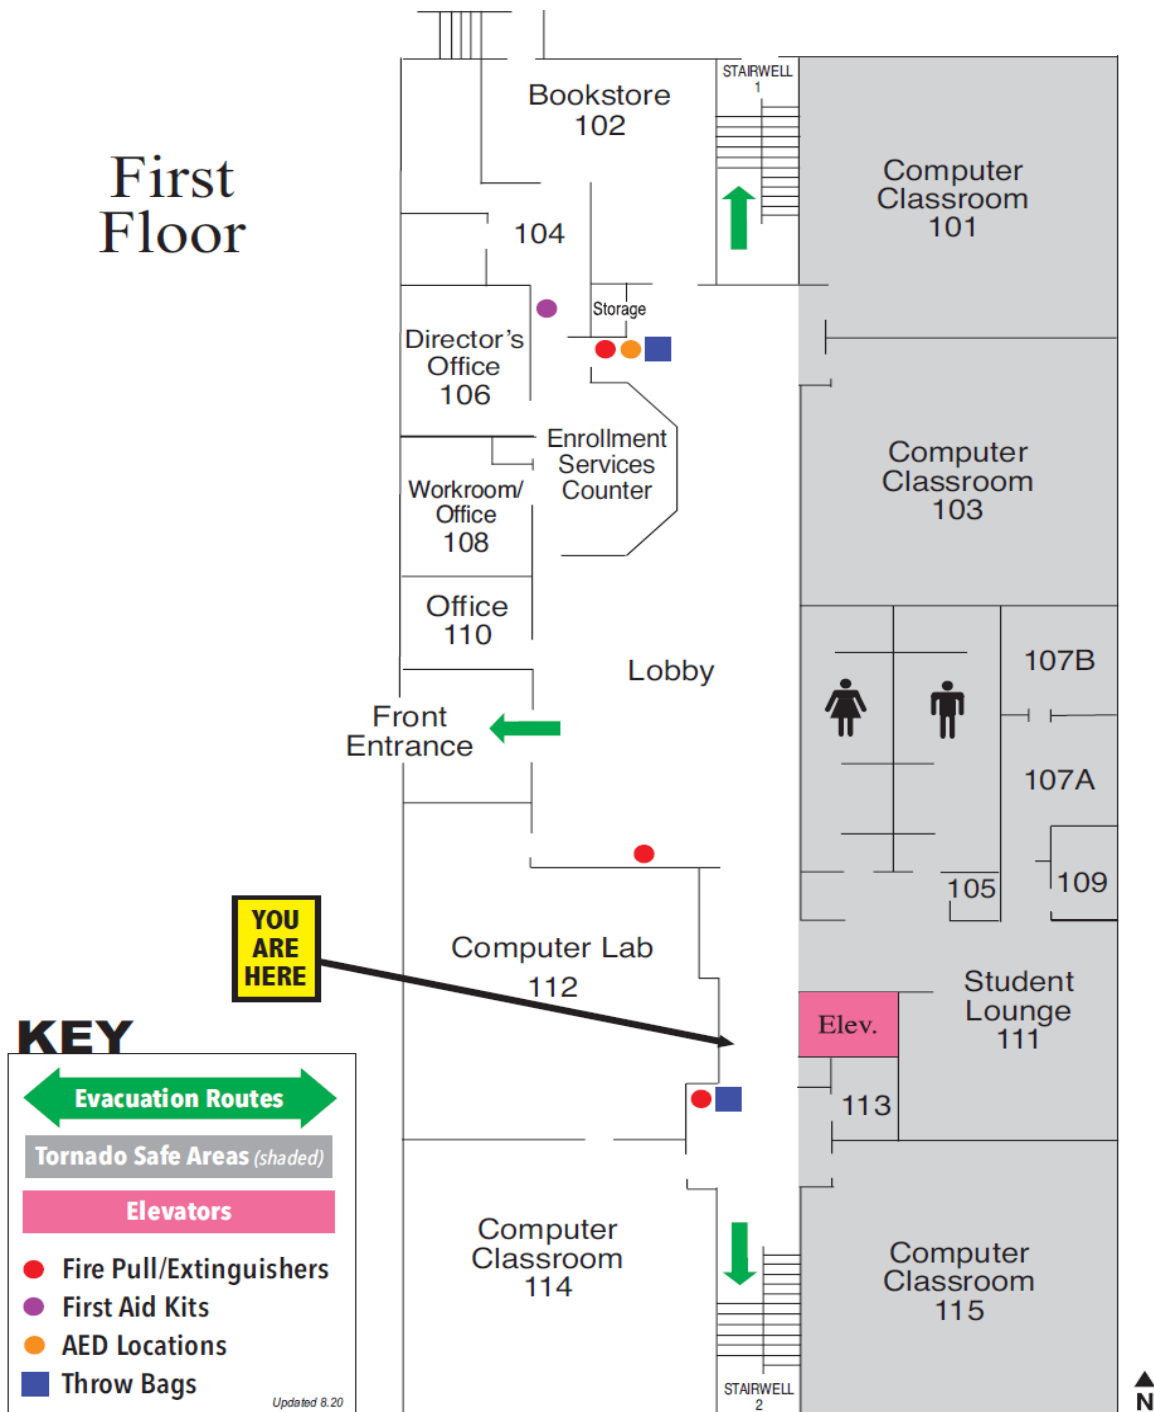 First
Floor
STAIRWELL
1
Bookstore
102
Computer
Classroom
101
104
Storage
Director's
Office
106
Enrollment
Services
Counter
Computer
Classroom
103
Workroom/
Office
108
Office
110
Lobby
107B
Front
Entrance
107A
105
109
YOU
ARE
HERE
Computer Lab
112
Student
Lounge
111
Elev.
113
Computer
Classroom
114
Computer
Classroom
115
STAIRWELL
2
KEY
Evacuation Routes
Tornado Safe Areas (shaded)
Elevators
Fire Pull/Extinguishers
First Aid Kits
AED Locations
Throw Bags
Updated 8.20
N